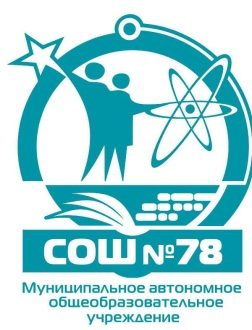 СОШ №78
Муниципальное автономное
общеобразовательное
учреждение